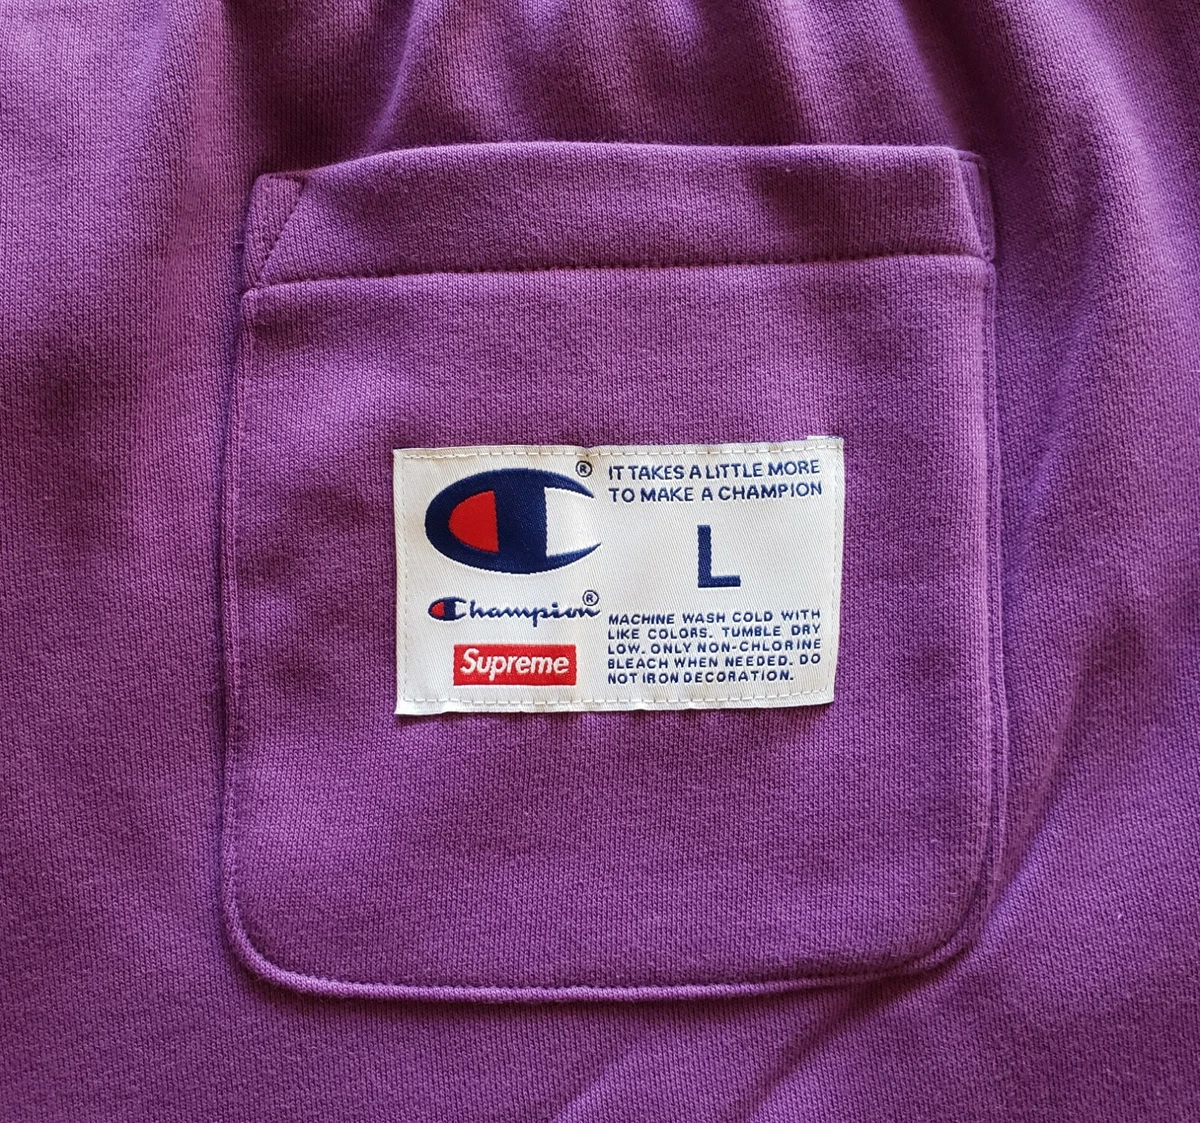 ®
IT TAKES A LITTLE MORE
TO MAKE A CHAMPION
L
Champion®
Supreme
MACHINE WASH COLD WITH
LIKE COLORS. TUMBLE DRY
LOW. ONLY NON-CHLORINE
BLEACH WHEN NEEDED. DO
NOT IRON DECORATION.